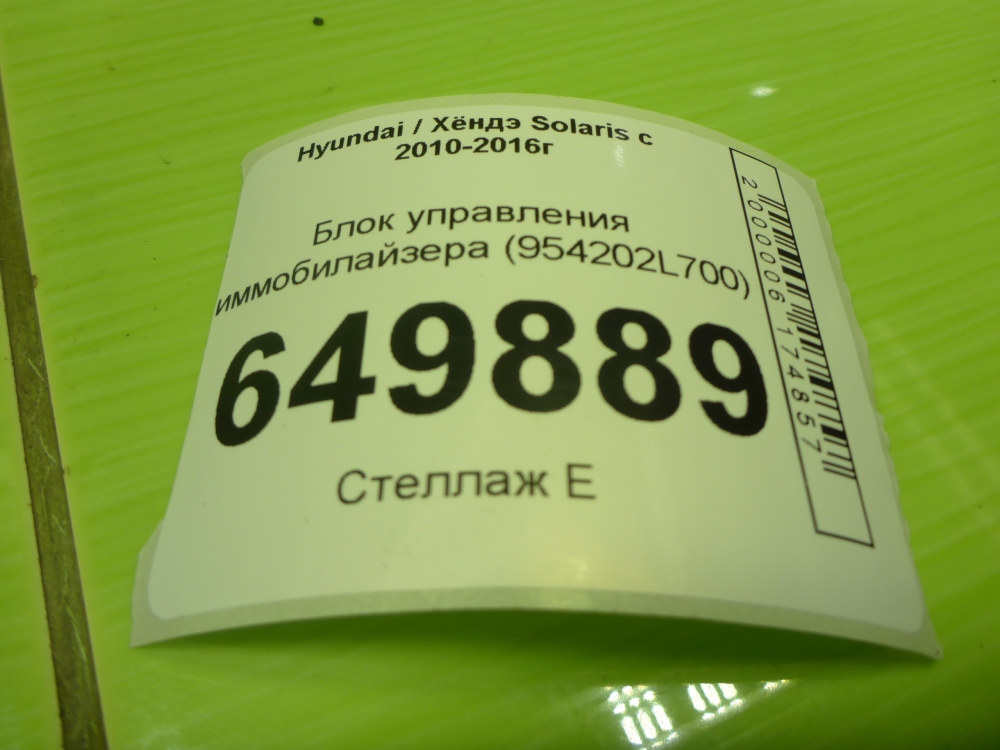 Hyundai / Хёндэ Solaris с
2010-2016г
Блок управления
иммобилайзера (954202L700)
649889
Стеллаж E
2000006174857